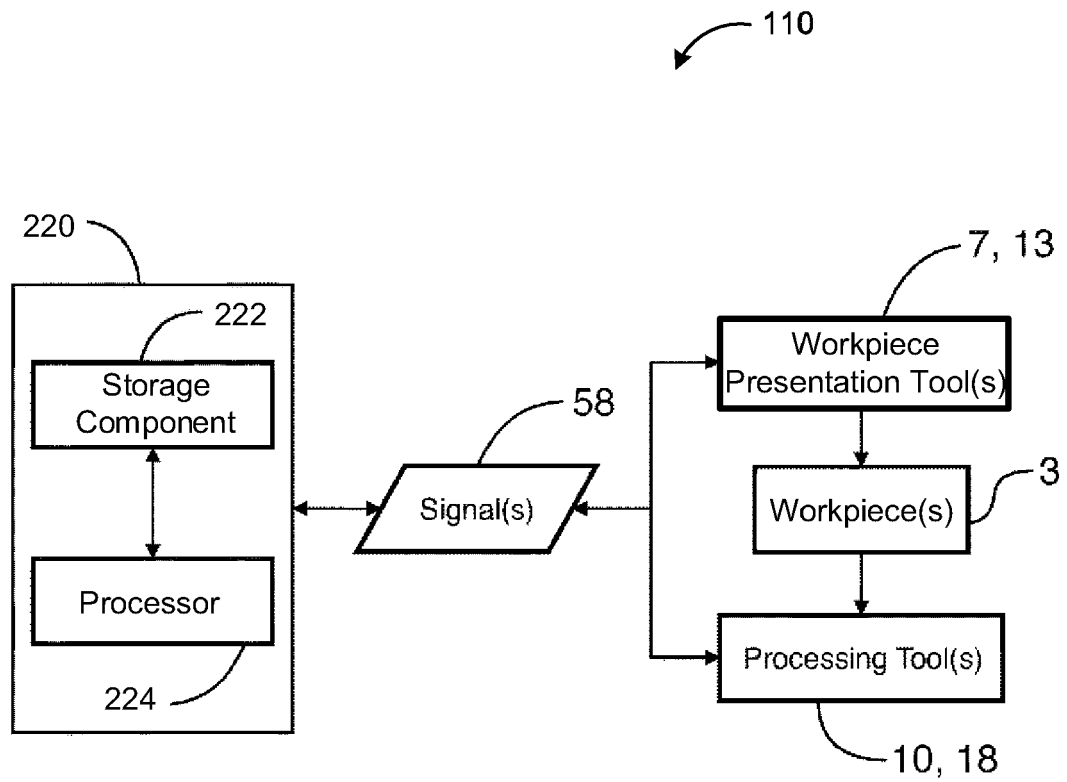 110
220
7, 13
222
Workpiece
Presentation Tool(s)
Storage
Component
58
3
Signal(s)
Workpiece(s)
Processor
Processing Tool(s)
224
10, 18